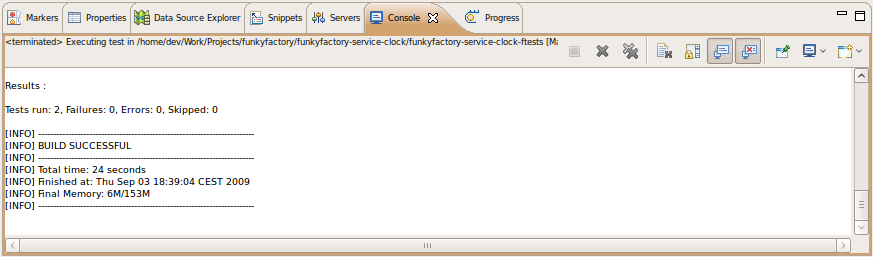 Markers Properties Data Source Explorer Snippets Servers Console Progress
<terminated> Executing test in /home/dev/Work/Projects/funkyfactory/funkyfactory-service-clock/funkyfactory-service-clock-ftests [Ma
Results :
Tests run: 2, Failures: 0, Errors: 0, Skipped: 0
[INFO] ------------------------------------------------------------------------
[INFO] BUILD SUCCESSFUL
[INFO] ------------------------------------------------------------------------
[INFO] Total time: 24 seconds
[INFO] Finished at: Thu Sep 03 18:39:04 CEST 2009
[INFO] Final Memory: 6M/153M
[INFO] ------------------------------------------------------------------------